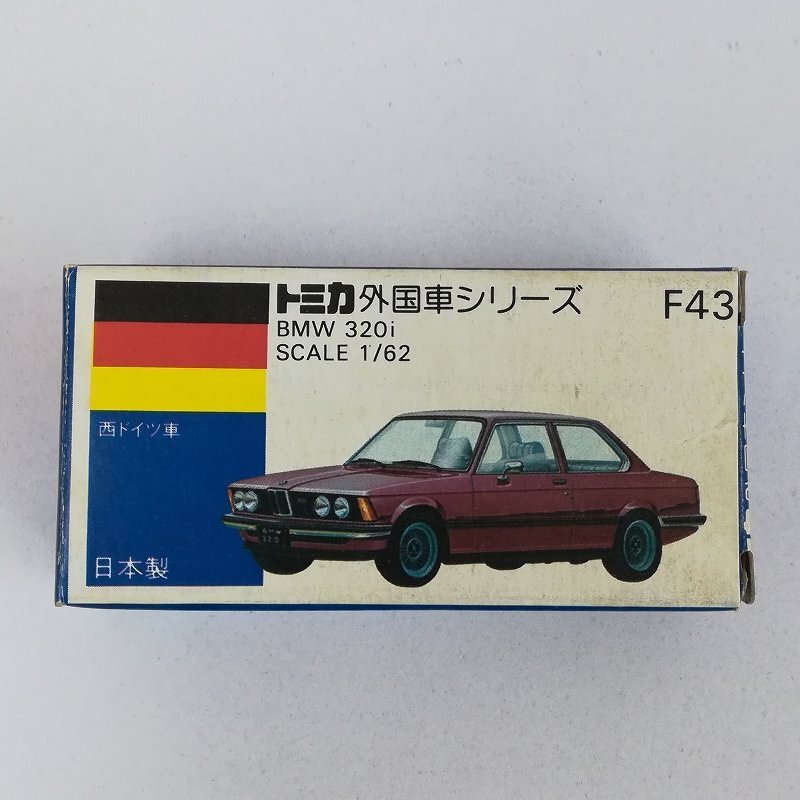 トミカ外国車シリーズ F43
BMW 320i
SCALE 1/62
西ドイツ車
日本製